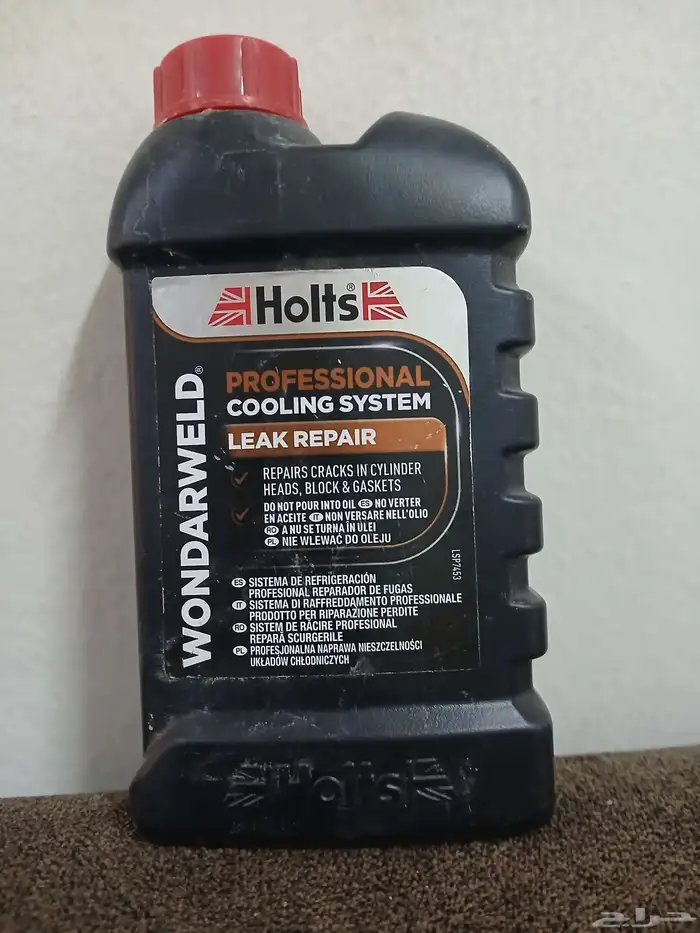 Holts®
WONDARWELD®
PROFESSIONAL
COOLING SYSTEM
LEAK REPAIR
REPAIRS CRACKS IN CYLINDER
HEADS, BLOCK & GASKETS
DO NOT POUR INTO OIL ES NO VERTER
EN ACEITE IT NON VERSARE NELL'OLIO
RO A NU SE TURNA ÎN ULEI
PL NIE WLEWAĆ DO OLEJU
LSP7453
ES SISTEMA DE REFRIGERACIÓN
PROFESIONAL REPARADOR DE FUGAS
IT SISTEMA DI RAFFREDDAMENTO PROFESSIONALE
PRODOTTO PER RIPARAZIONE PERDITE
RO SISTEM DE RĂCIRE PROFESIONAL
REPARĂ SCURGERILE
PL PROFESJONALNA NAPRAWA NIESZCZELNOŚCI
UKŁADÓW CHŁODNICZYCH
Holts
حراج